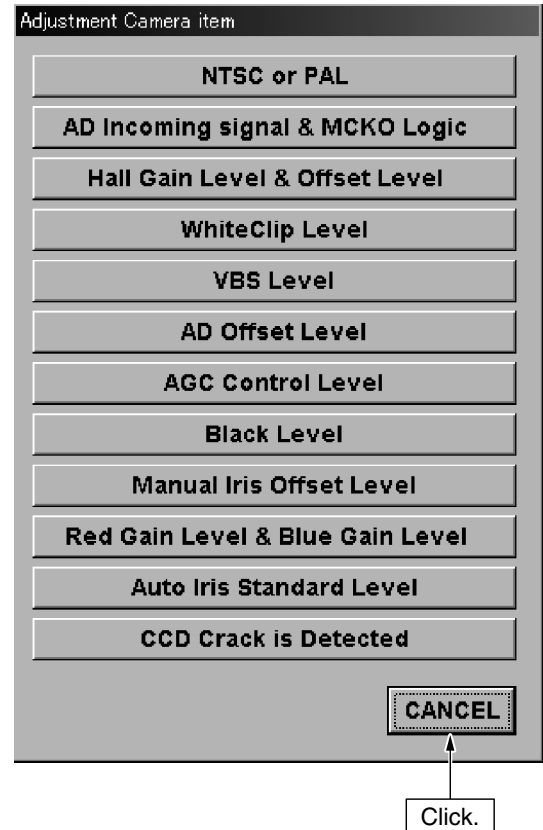 Adjustment Camera item
NTSC or PAL
AD Incoming signal & MCKO Logic
Hall Gain Level & Offset Level
WhiteClip Level
VBS Level
AD Offset Level
AGC Control Level
Black Level
Manual Iris Offset Level
Red Gain Level & Blue Gain Level
Auto Iris Standard Level
CCD Crack is Detected
CANCEL
Click.